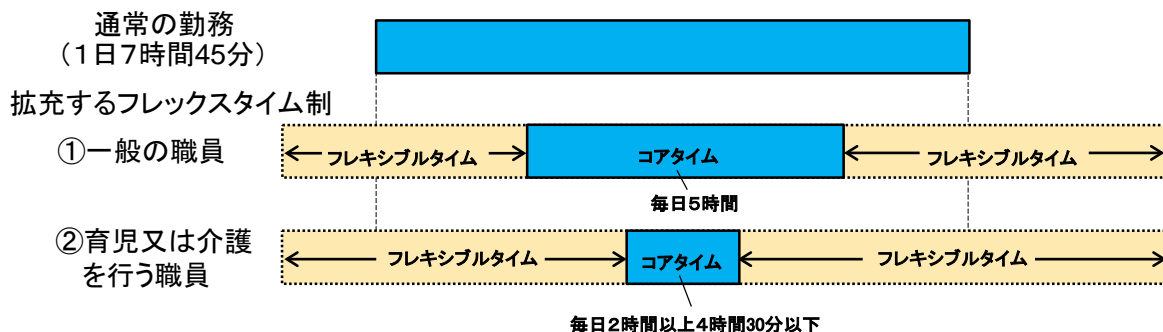 通常の勤務
(1日7時間45分)
拡充するフレックスタイム制
①一般の職員
フレキシブルタイム
コアタイム
フレキシブルタイム
毎日5時間
②育児又は介護
を行う職員
フレキシブルタイム
コアタイム
フレキシブルタイム
毎日2時間以上4時間30分以下